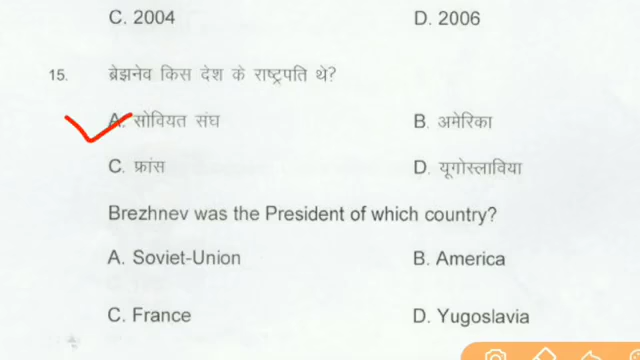 C. 2004 D. 2006
15. ब्रेझनेव किस देश के राष्ट्रपति थे?
A. सोवियत संघ B. अमेरिका
C. फ्रांस D. यूगोस्लाविया
Brezhnev was the President of which country?
A. Soviet-Union B. America
C. France D. Yugoslavia